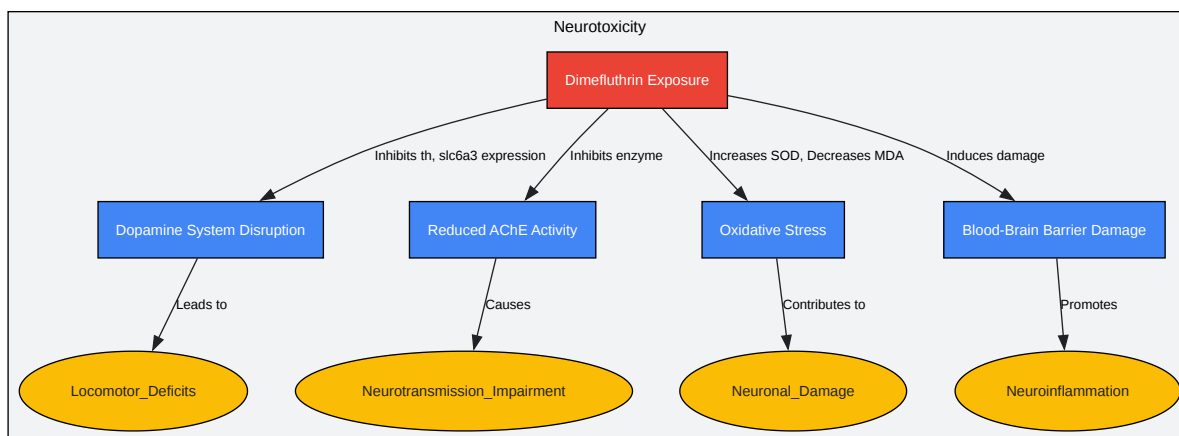 Neurotoxicity
Dimefluthrin Exposure
Inhibits th, slc6a3 expression
Inhibits enzyme
Increases SOD, Decreases MDA
Induces damage
Dopamine System Disruption
Reduced AChE Activity
Oxidative Stress
Blood-Brain Barrier Damage
Leads to
Causes
Contributes to
Promotes
Locomotor_Deficits
Neurotransmission_Impairment
Neuronal_Damage
Neuroinflammation